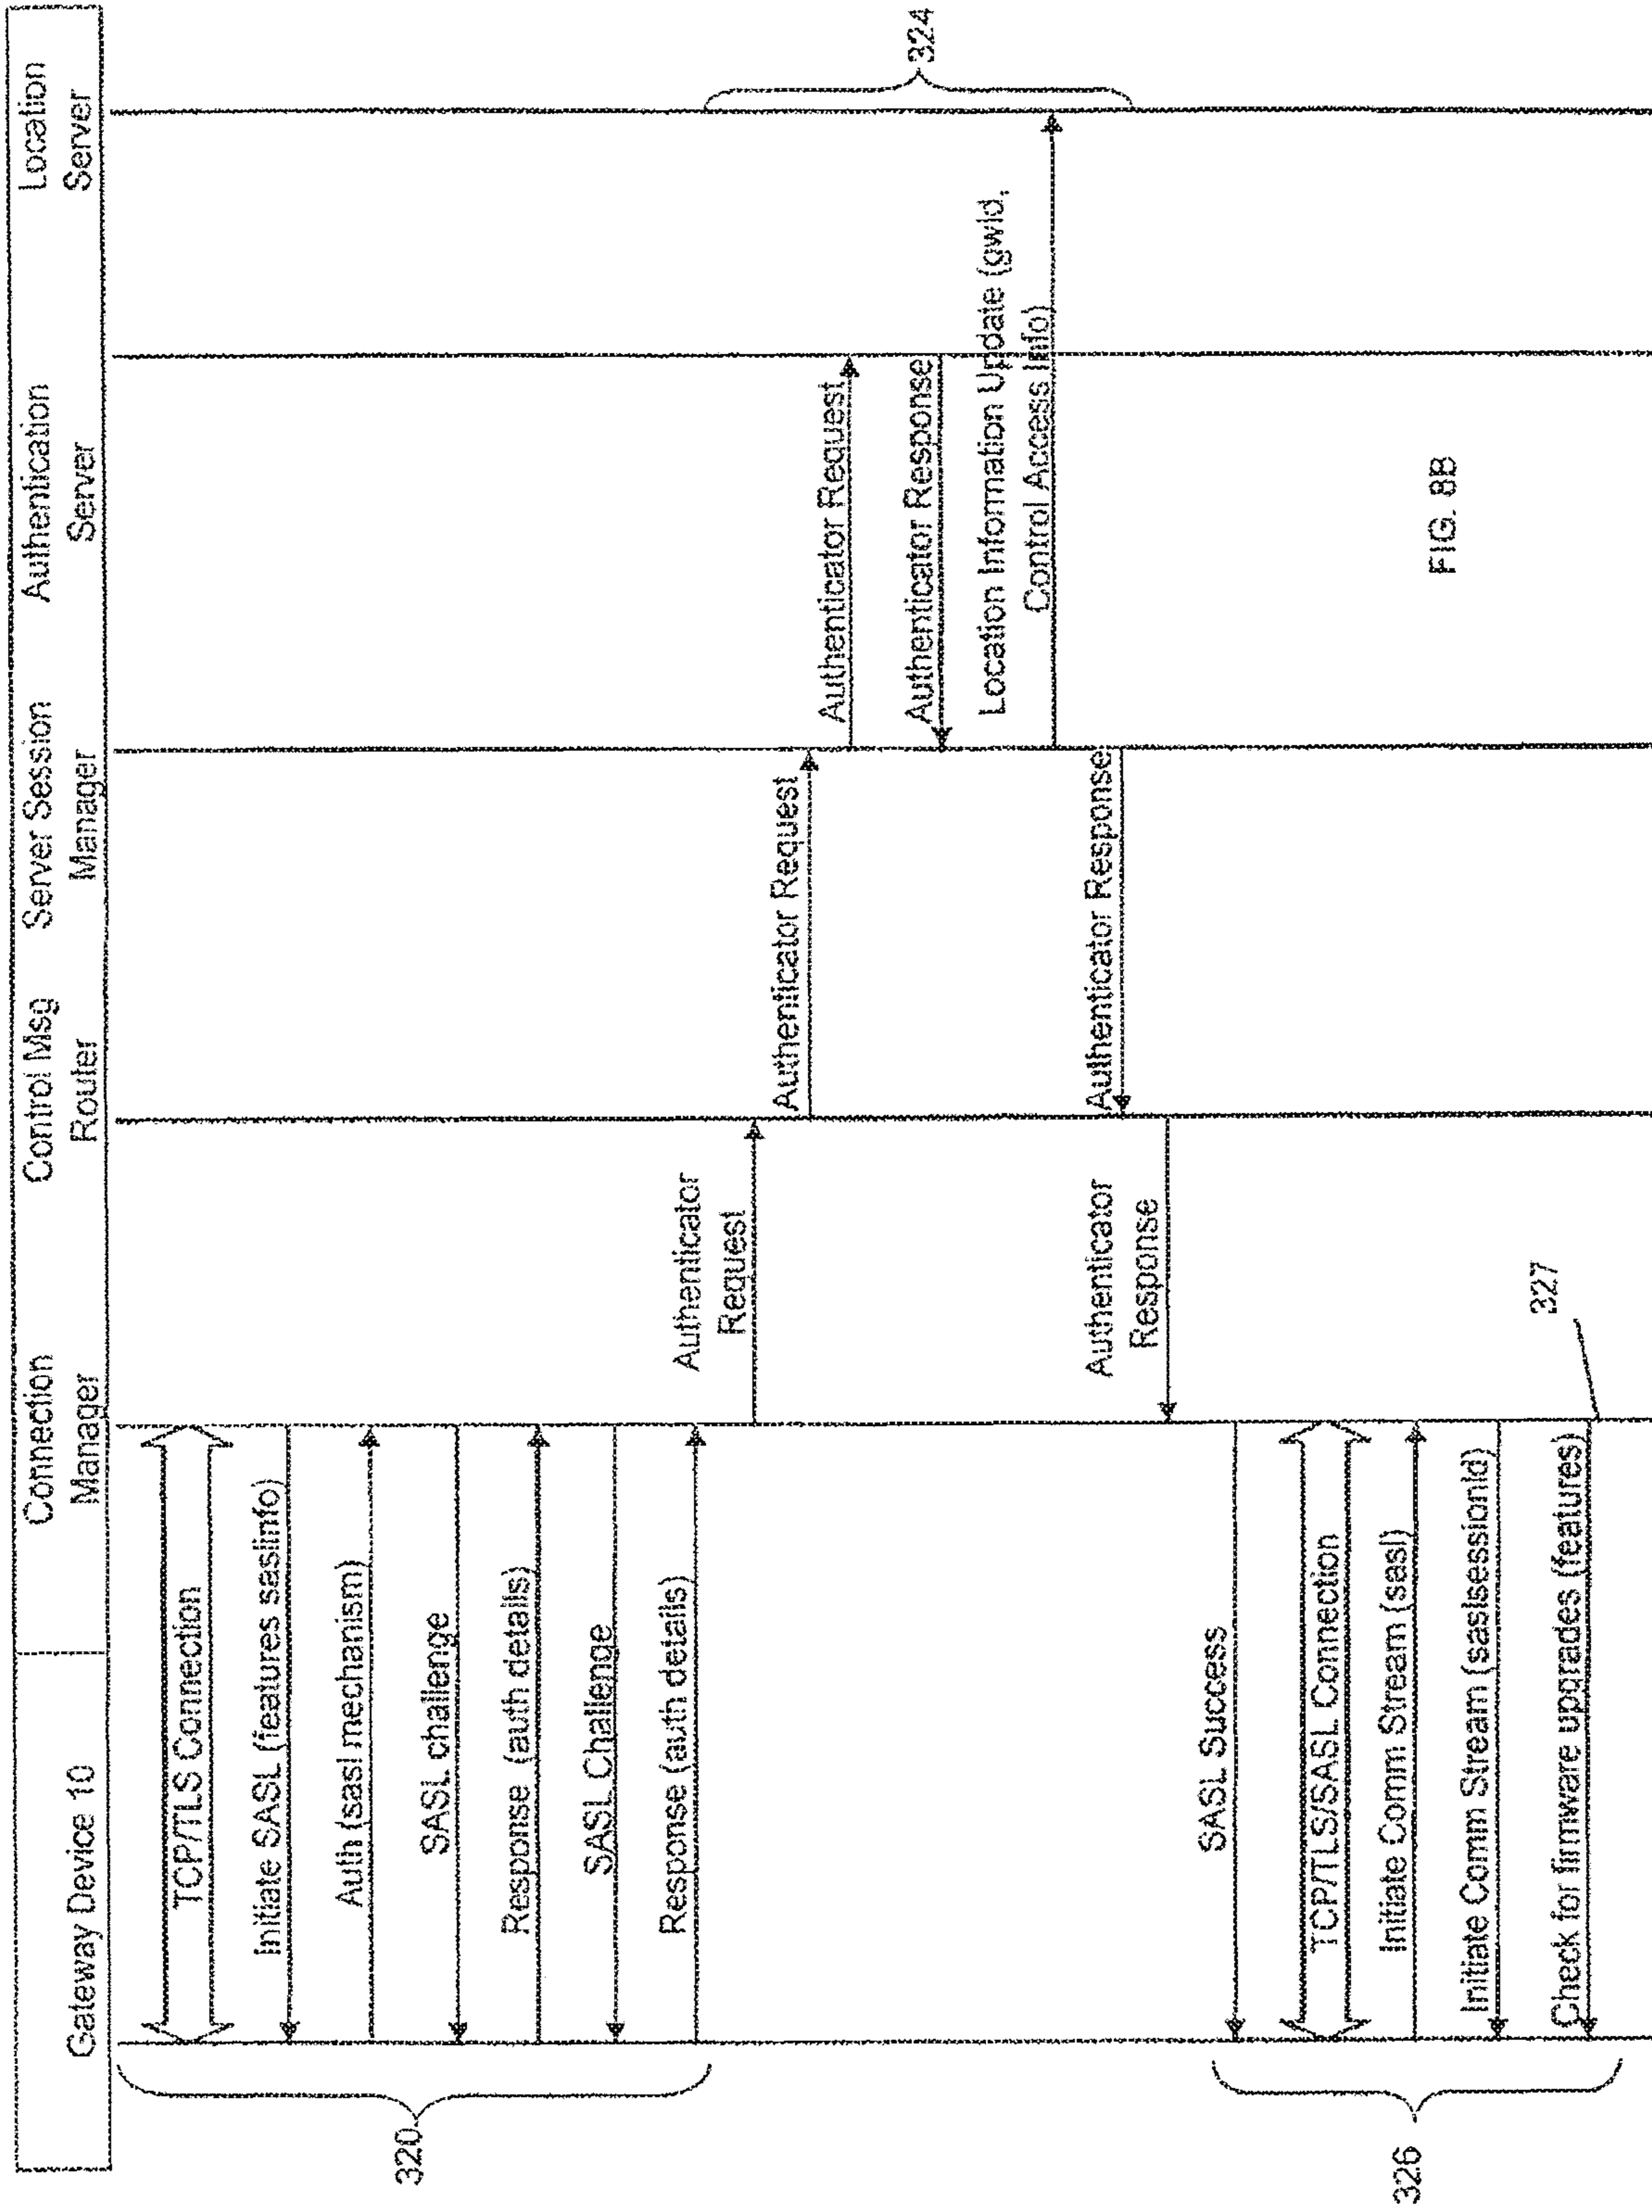 Gateway Device 10
Connection
Manager
Control Msg
Router
Server Session
Manager
Authentication
Server
Location
Server
TCP/TLS Connection
Initiate SASL (features saslinfo)
Auth (sasl mechanism)
SASL challenge
Response (auth details)
SASL Challenge
Response (auth details)
320
Authenticator
Request
Authenticator Request
Authenticator Request
Authenticator Response
Location Information Update (gwId,
Control Access Info)
324
Authenticator Response
Authenticator
Response
SASL Success
TCP/TLS/SASL Connection
Initiate Comm Stream (sasl)
Initiate Comm Stream (saslsessionId)
Check for firmware upgrades (features)
326
327
FIG. 8B